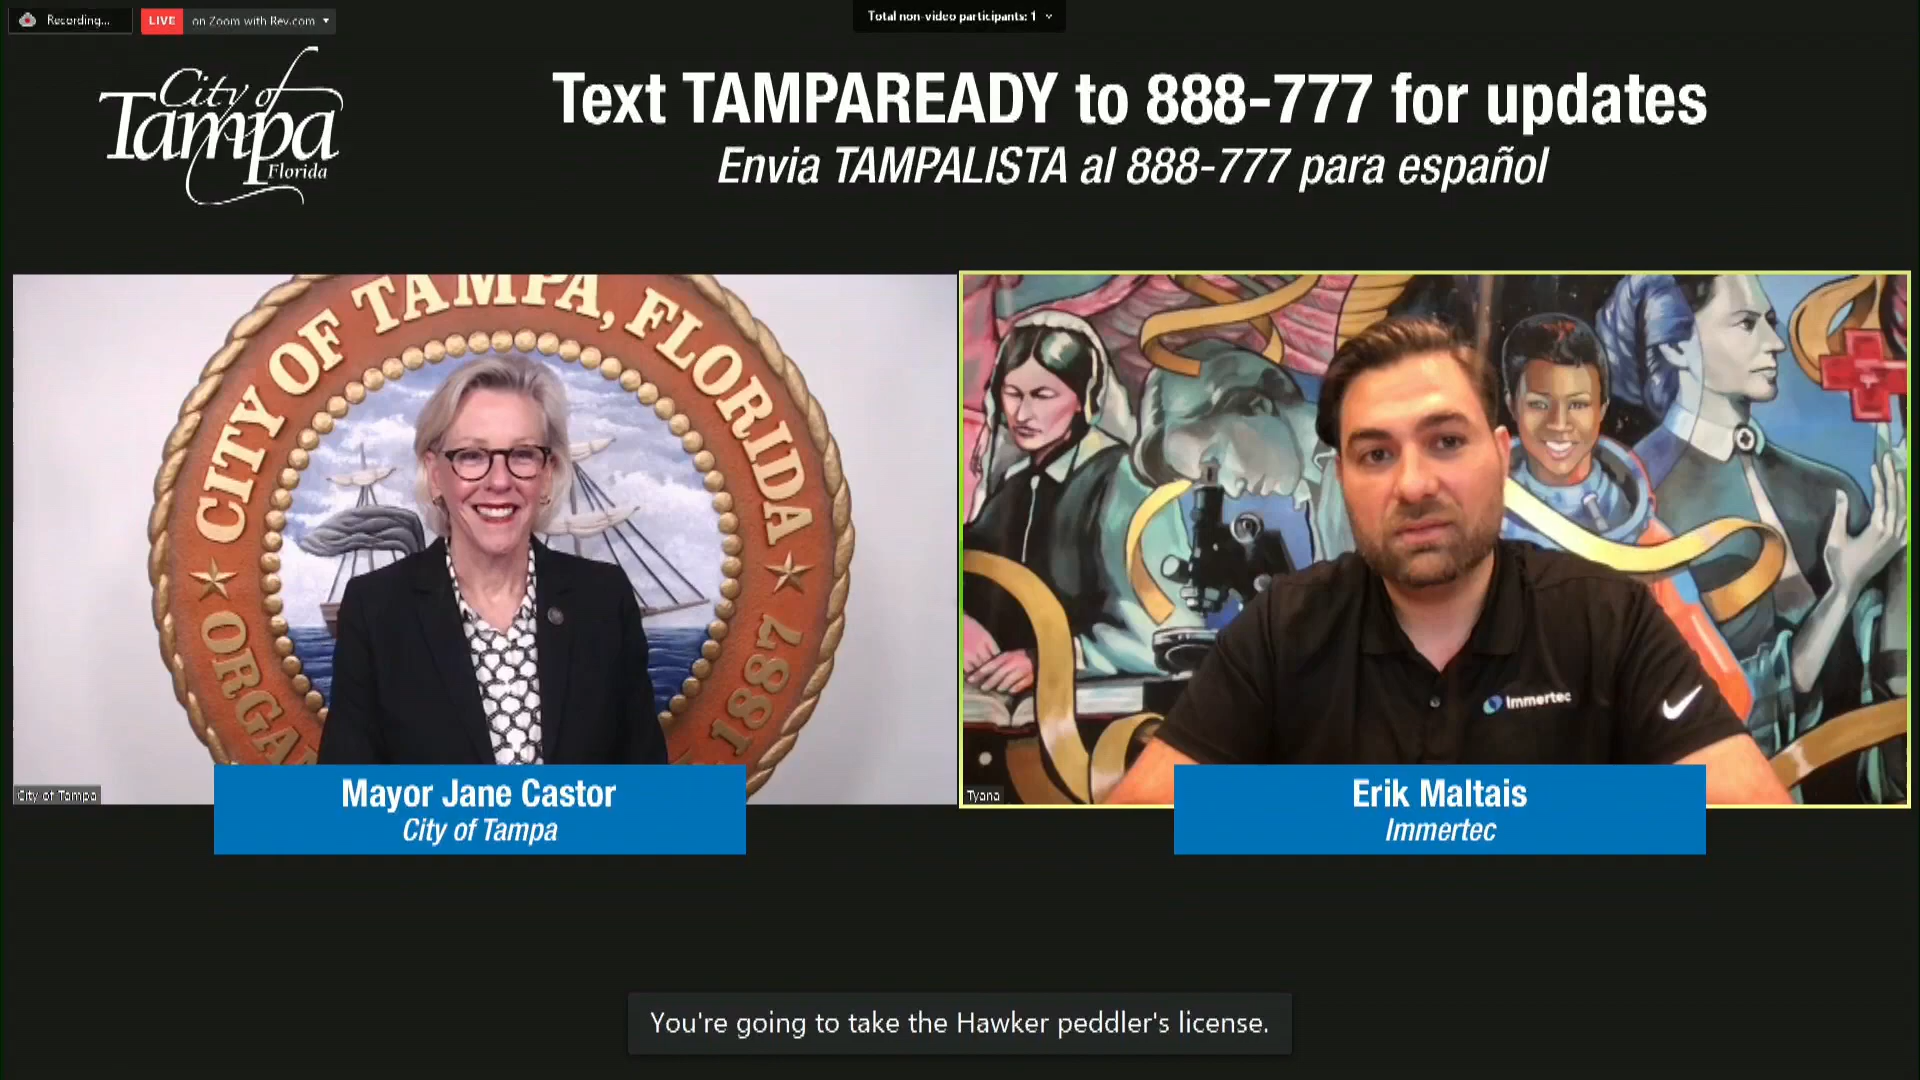 Recording...
LIVE on Zoom with Rev.com
Total non-video participants: 1
City of
Tampa
Florida
Text TAMPAREADY to 888-777 for updates
Envia TAMPALISTA al 888-777 para español
CITY OF TAMPA, FLORIDA
ORGA
1887
City of Tampa
Mayor Jane Castor
City of Tampa
Immertec
Tyana
Erik Maltais
Immertec
You're going to take the Hawker peddler's license.